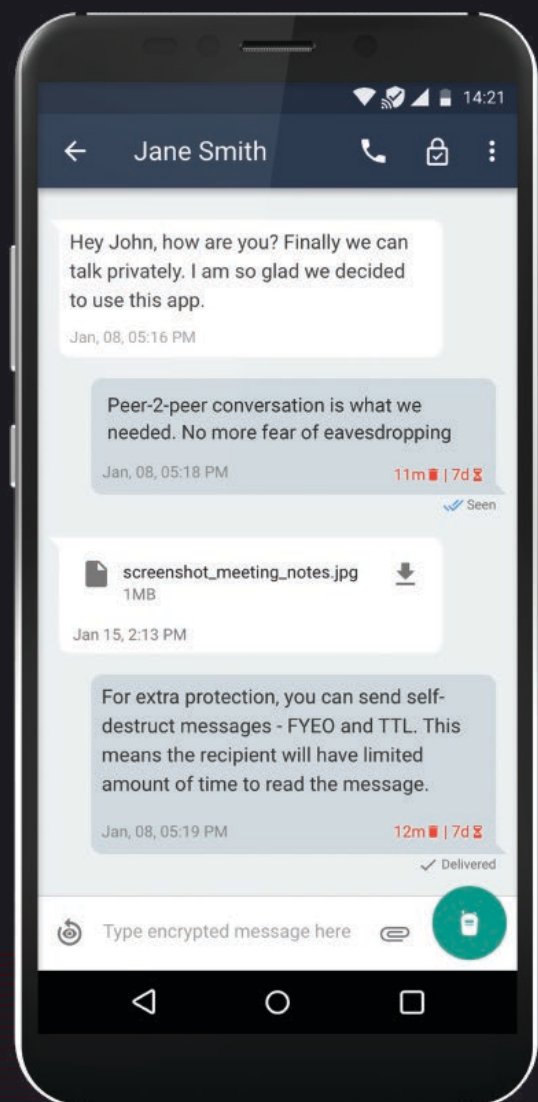 14:21
Jane Smith
Hey John, how are you? Finally we can
talk privately. I am so glad we decided
to use this app.
Jan, 08, 05:16 PM
Peer-2-peer conversation is what we
needed. No more fear of eavesdropping
Jan, 08, 05:18 PM 11m | 7d
Seen
screenshot_meeting_notes.jpg
1MB
Jan 15, 2:13 PM
For extra protection, you can send self-
destruct messages - FYEO and TTL. This
means the recipient will have limited
amount of time to read the message.
Jan, 08, 05:19 PM 12m | 7d
Delivered
Type encrypted message here